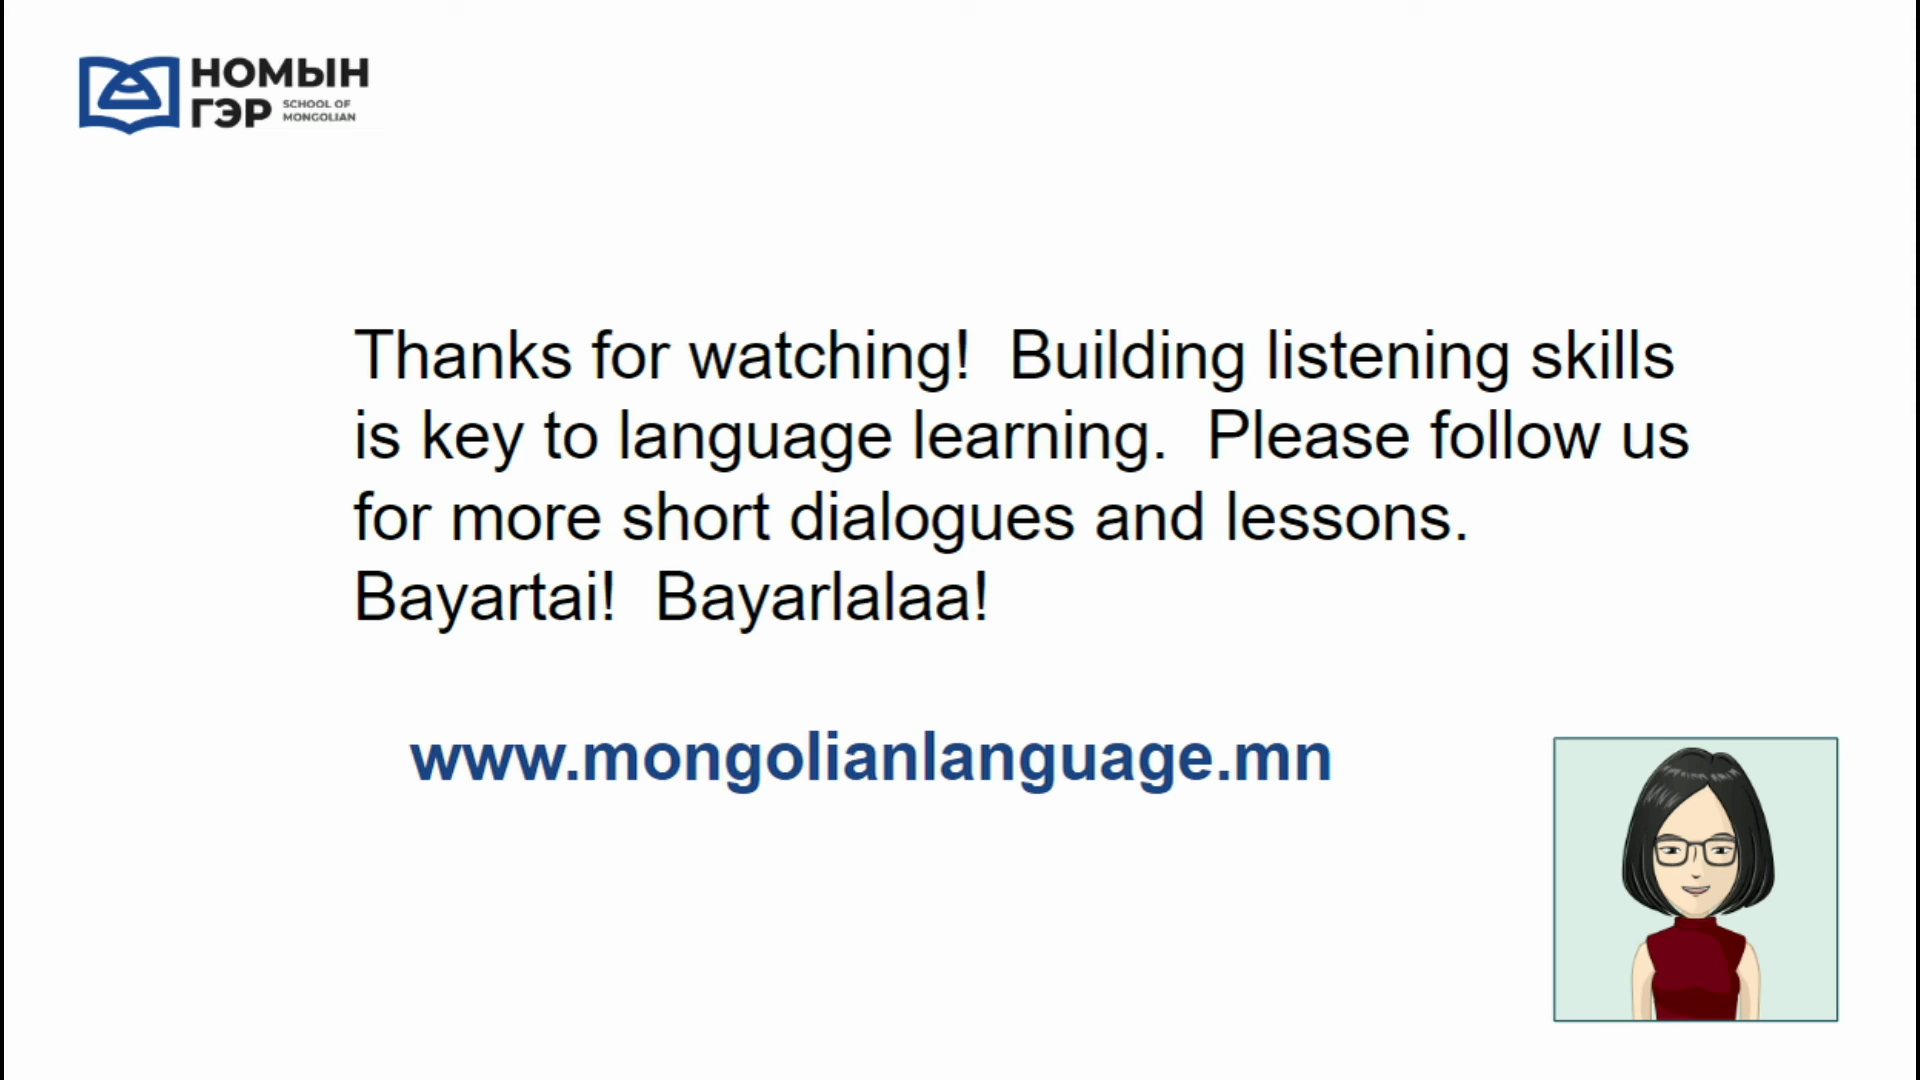 НОМЫН
ГЭР SCHOOL OF
MONGOLIAN
Thanks for watching!  Building listening skills
is key to language learning.  Please follow us
for more short dialogues and lessons.
Bayartai!  Bayarlalaa!
www.mongolianlanguage.mn